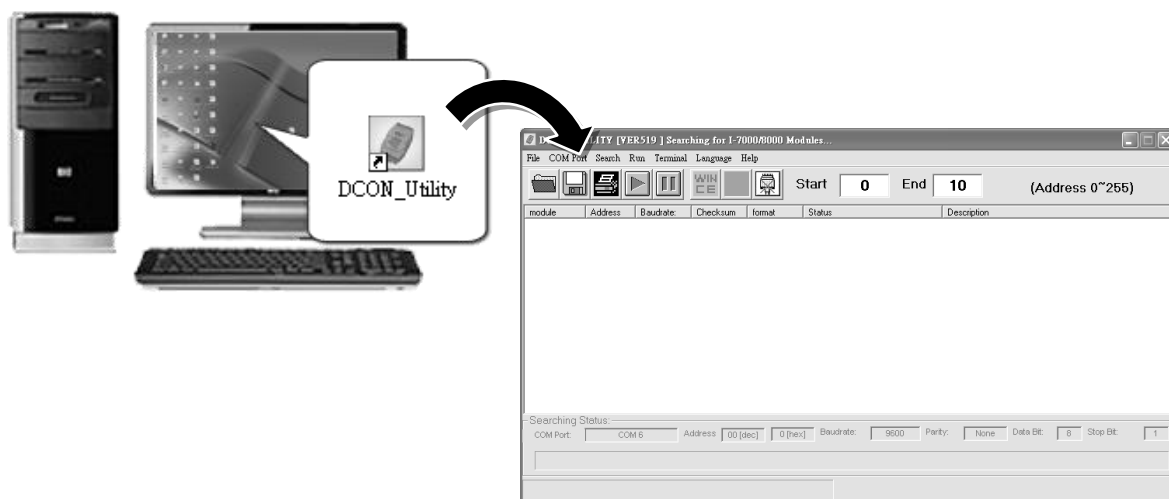 DCON_Utility
DCON UTILITY [VER519 ] Searching for I-7000/8000 Modules...
File COM Port Search Run Terminal Language Help
WIN CE Start 0 End 10 (Address 0~255)
module Address Baudrate: Checksum format Status Description
Searching Status:
COM Port: COM 6 Address 00 [dec] 0 [hex] Baudrate: 9600 Parity: None Data Bit: 8 Stop Bit: 1